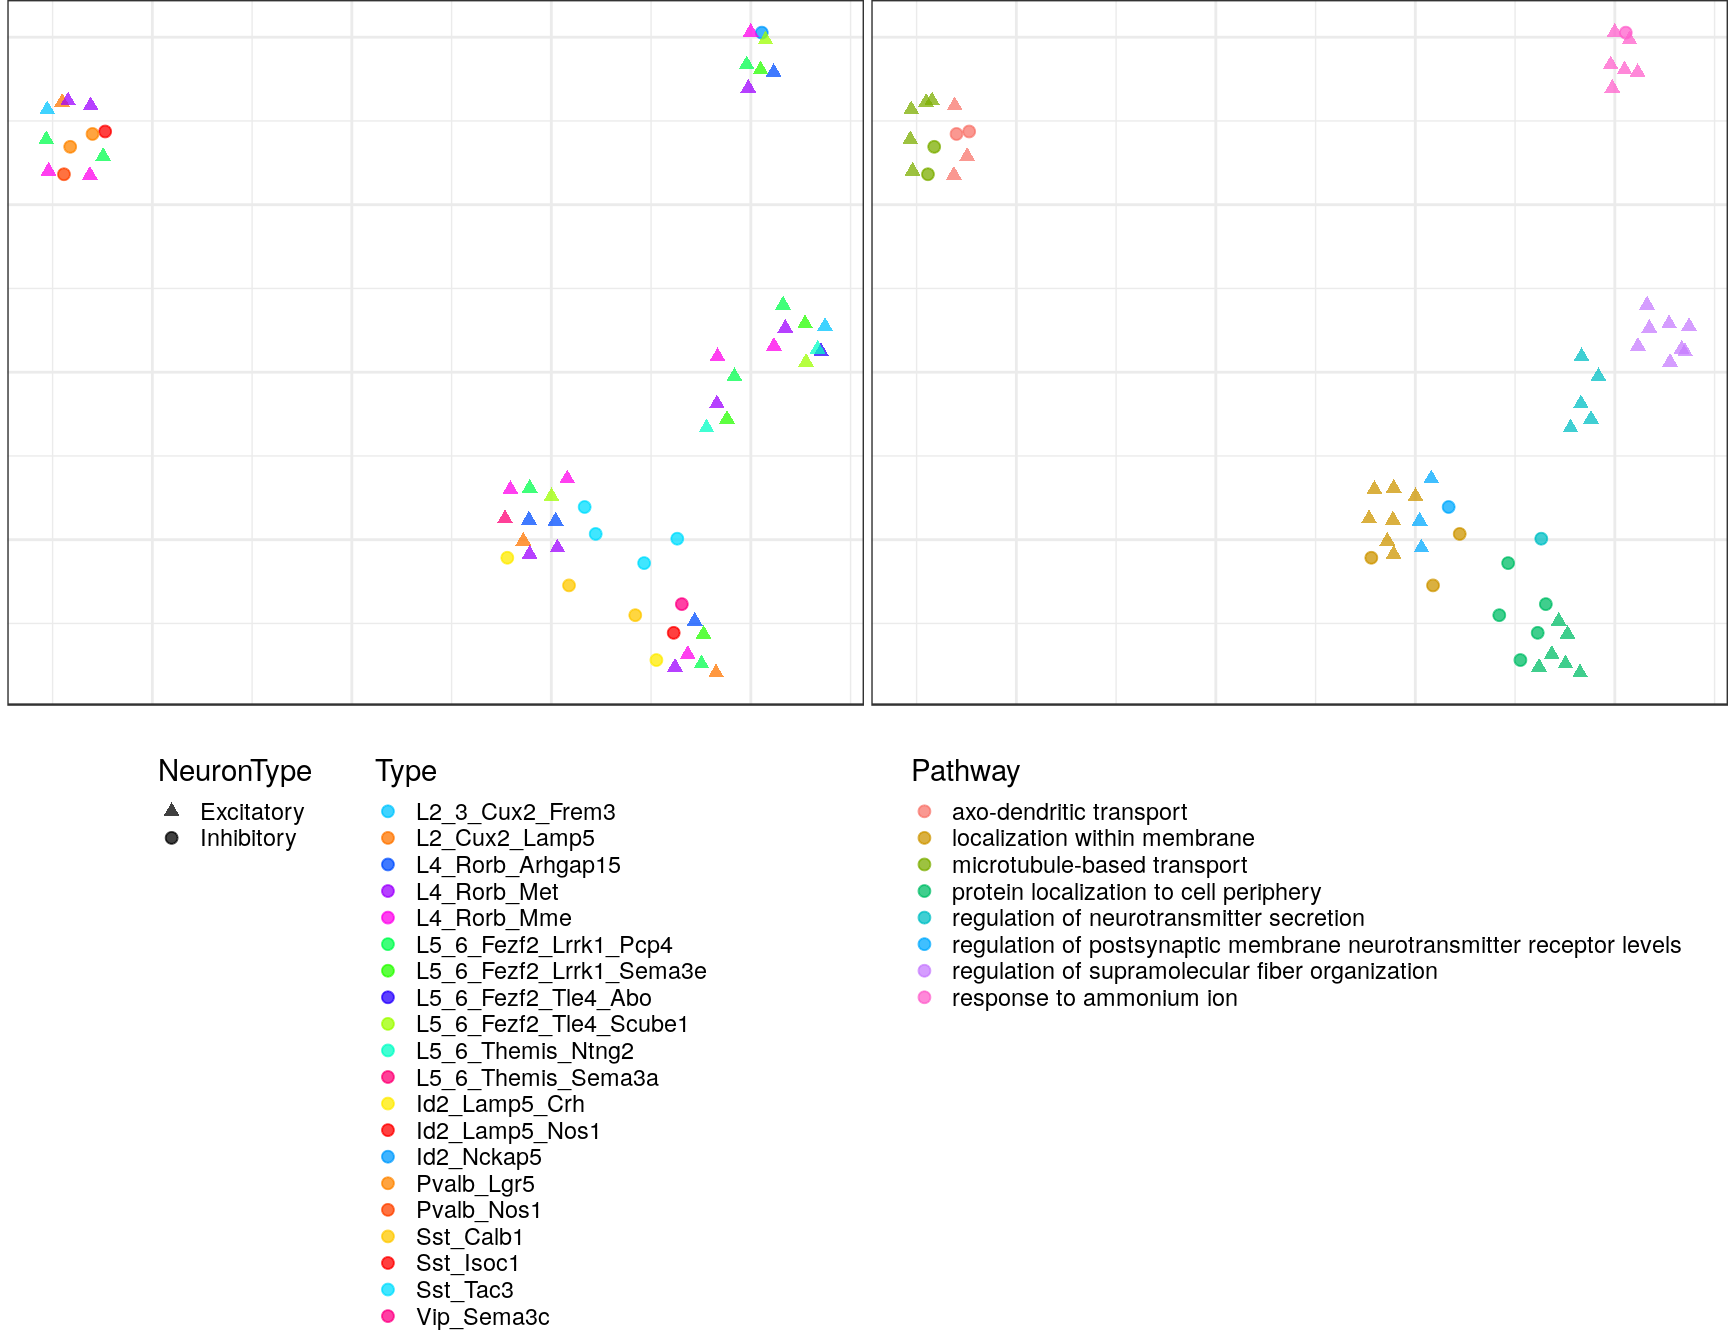 NeuronType
Excitatory
Inhibitory
Type
L2_3_Cux2_Frem3
L2_Cux2_Lamp5
L4_Rorb_Arhgap15
L4_Rorb_Met
L4_Rorb_Mme
L5_6_Fezf2_Lrrk1_Pcp4
L5_6_Fezf2_Lrrk1_Sema3e
L5_6_Fezf2_Tle4_Abo
L5_6_Fezf2_Tle4_Scube1
L5_6_Themis_Ntng2
L5_6_Themis_Sema3a
Id2_Lamp5_Crh
Id2_Lamp5_Nos1
Id2_Nckap5
Pvalb_Lgr5
Pvalb_Nos1
Sst_Calb1
Sst_Isoc1
Sst_Tac3
Vip_Sema3c
Pathway
axo-dendritic transport
localization within membrane
microtubule-based transport
protein localization to cell periphery
regulation of neurotransmitter secretion
regulation of postsynaptic membrane neurotransmitter receptor levels
regulation of supramolecular fiber organization
response to ammonium ion